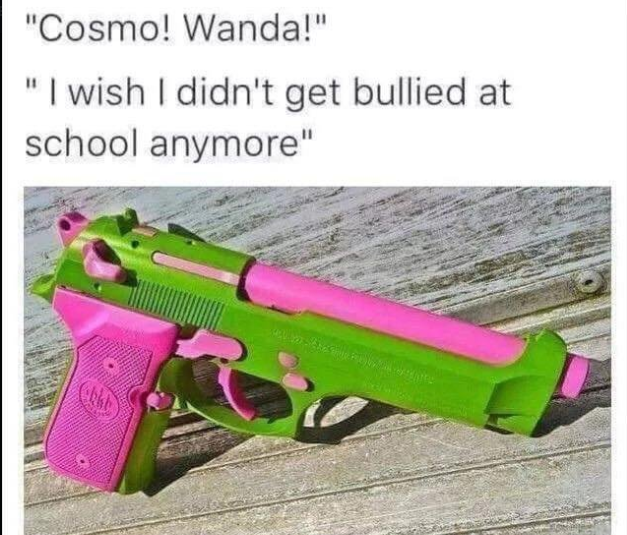 "Cosmo! Wanda!"
" I wish I didn't get bullied at
school anymore"